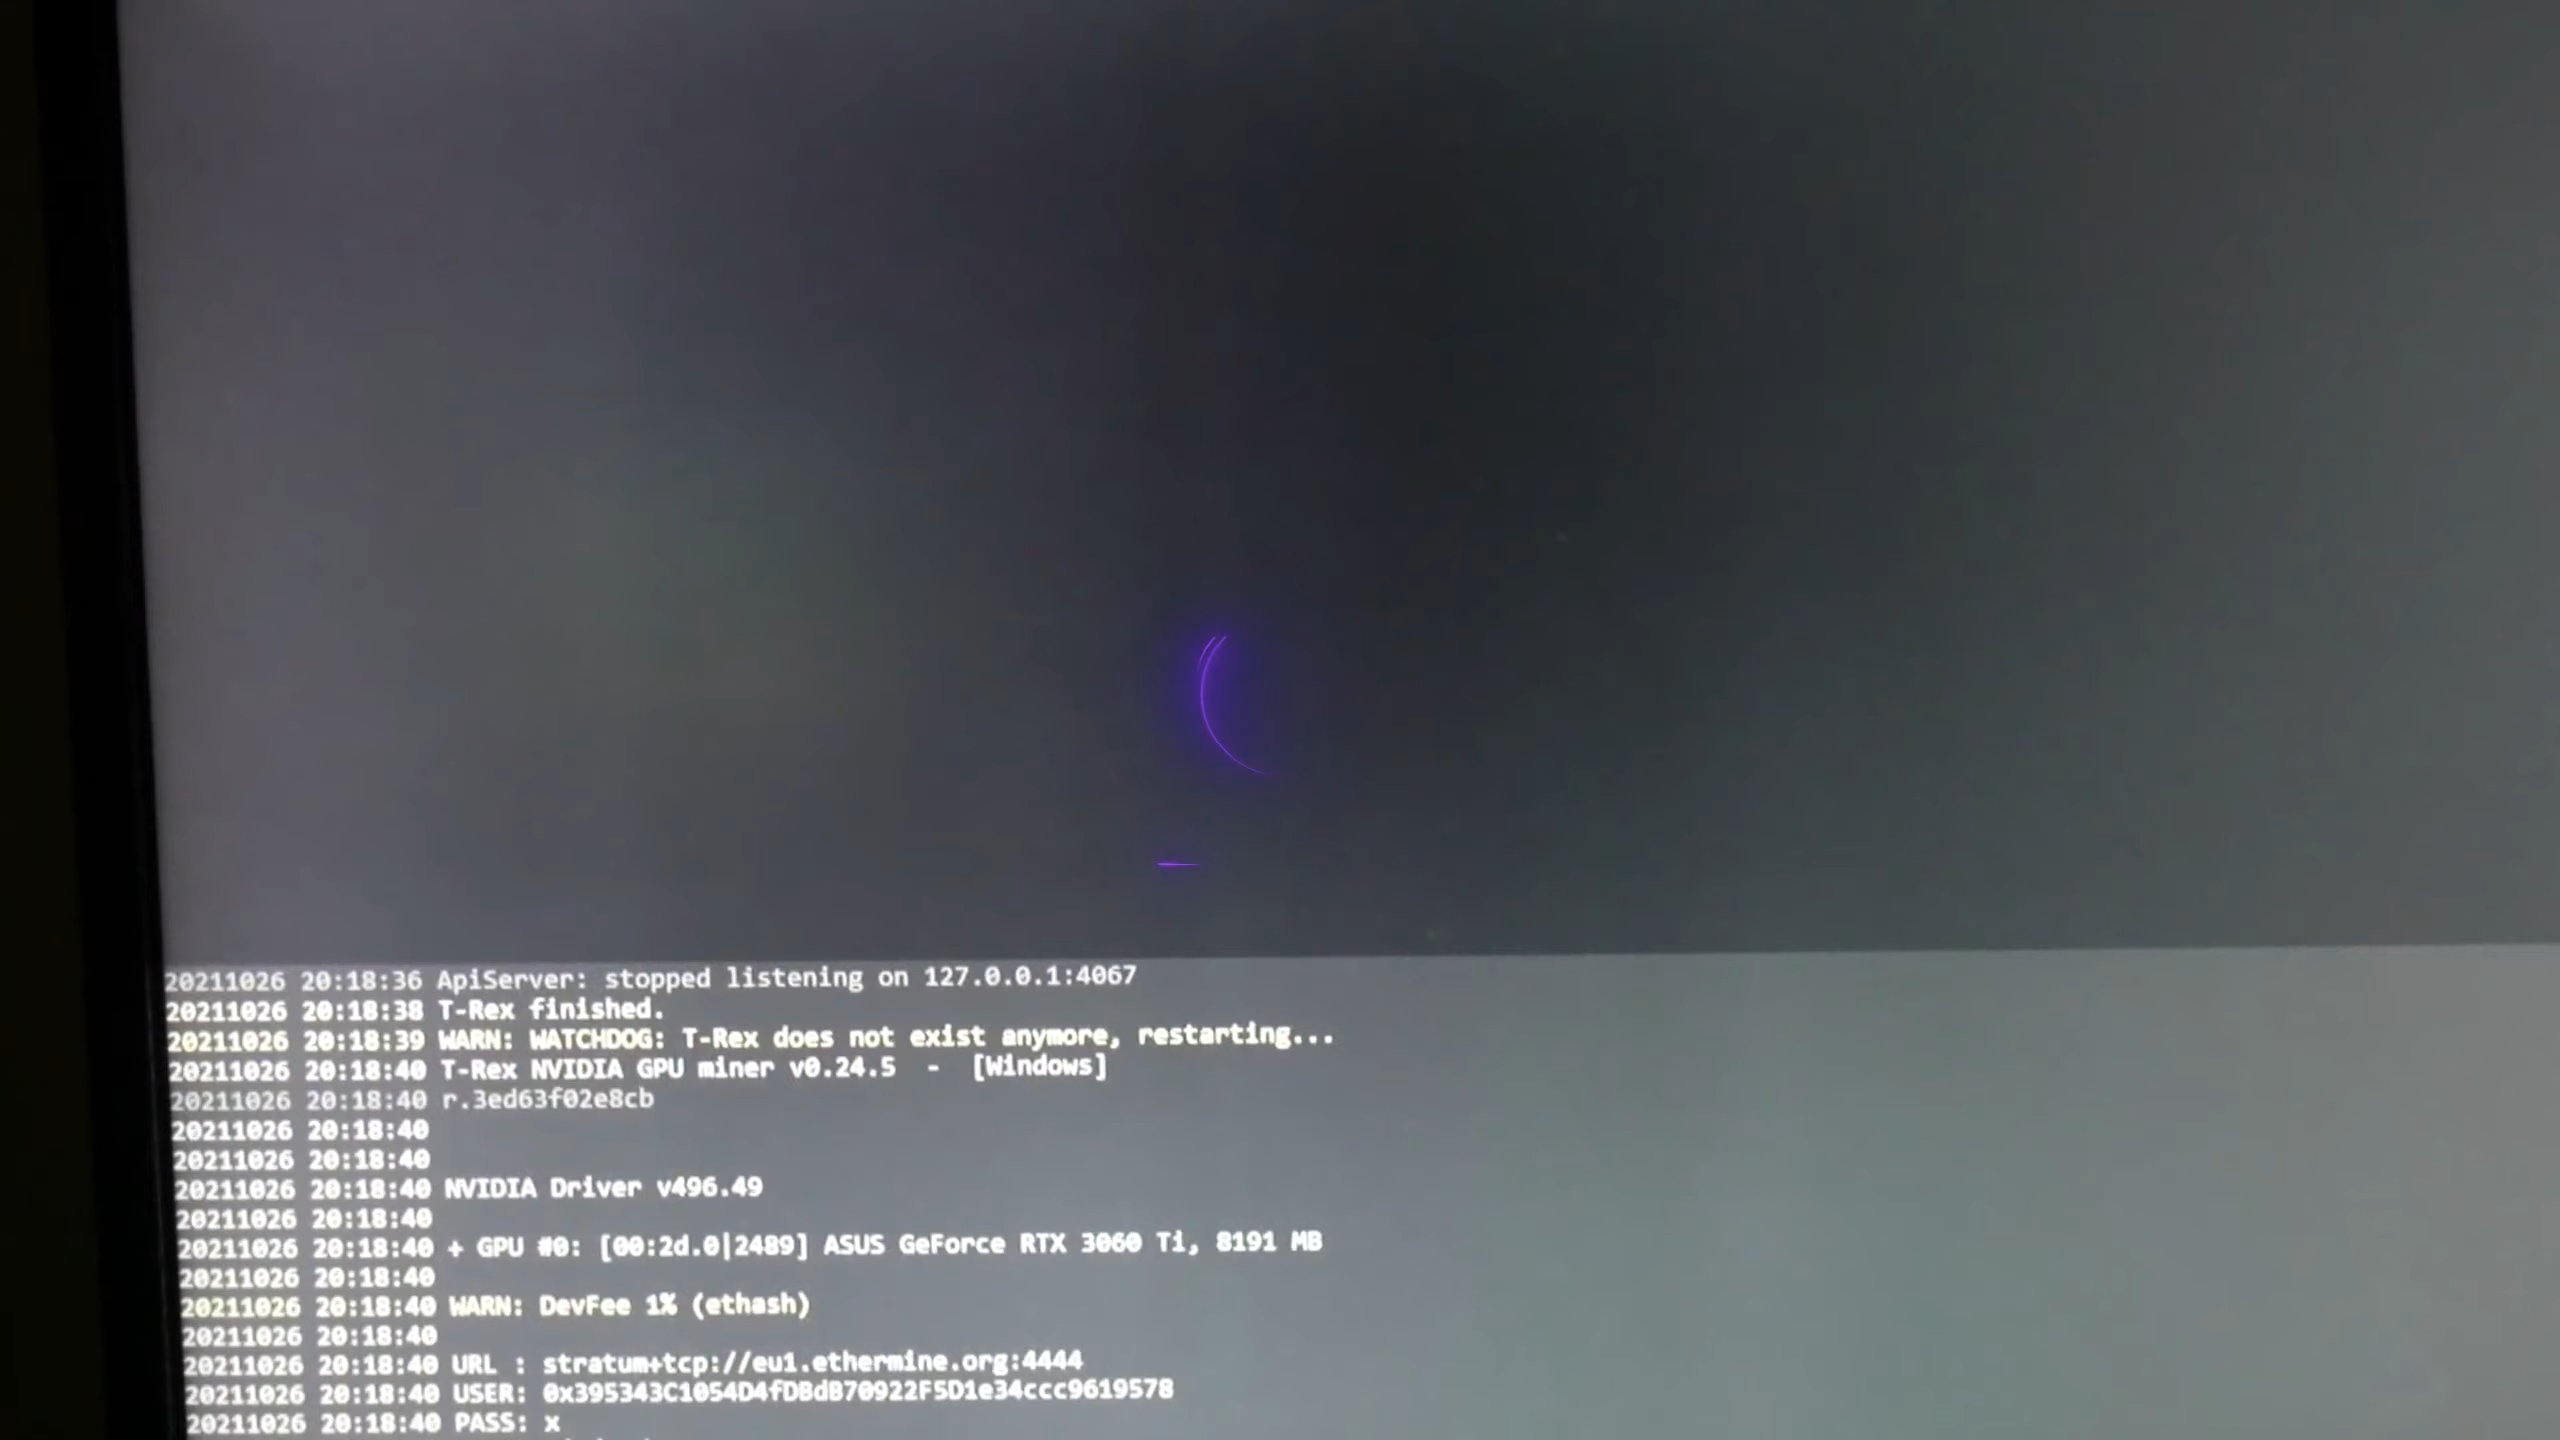 20211026 20:18:36 ApiServer: stopped listening on 127.0.0.1:4067
20211026 20:18:38 T-Rex finished.
20211026 20:18:39 WARN: WATCHDOG: T-Rex does not exist anymore, restarting...
20211026 20:18:40 T-Rex NVIDIA GPU miner v0.24.5 - [Windows]
20211026 20:18:40 r.3ed63f02e8cb
20211026 20:18:40
20211026 20:18:40
20211026 20:18:40 NVIDIA Driver v496.49
20211026 20:18:40
20211026 20:18:40 + GPU #0: [00:2d.0|2489] ASUS GeForce RTX 3060 Ti, 8191 MB
20211026 20:18:40
20211026 20:18:40 WARN: DevFee 1% (ethash)
20211026 20:18:40
20211026 20:18:40 URL : stratum+tcp://eu1.ethermine.org:4444
20211026 20:18:40 USER: 0x395343C1054D4fDBdB70922F5D1e34ccc9619578
20211026 20:18:40 PASS: x